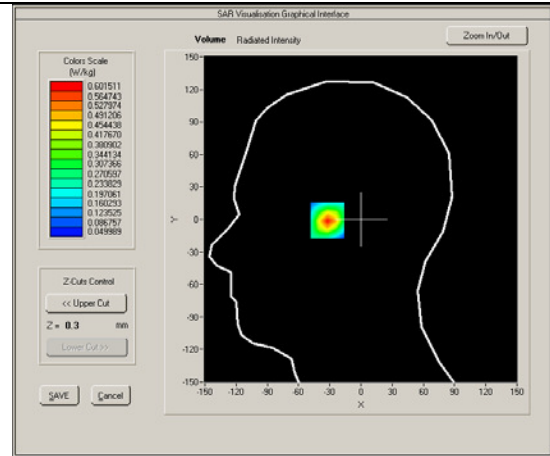 SAR Visualisation Graphical Interface
Volume Radiated Intensity
Zoom In/Out
Colors Scale
(W/kg)
0.601511
0.564743
0.527974
0.491206
0.454438
0.417670
0.380902
0.344134
0.307366
0.270597
0.233829
0.197061
0.160293
0.123525
0.086757
0.049989
Z-Cuts Control
<< Upper Cut
Z = 0.3 mm
Lower Cut >>
SAVE Cancel
150
120
90
60
30
0
-30
-60
-90
-120
-150
Y
-150 -120 -90 -60 -30 0 30 60 90 120 150
X